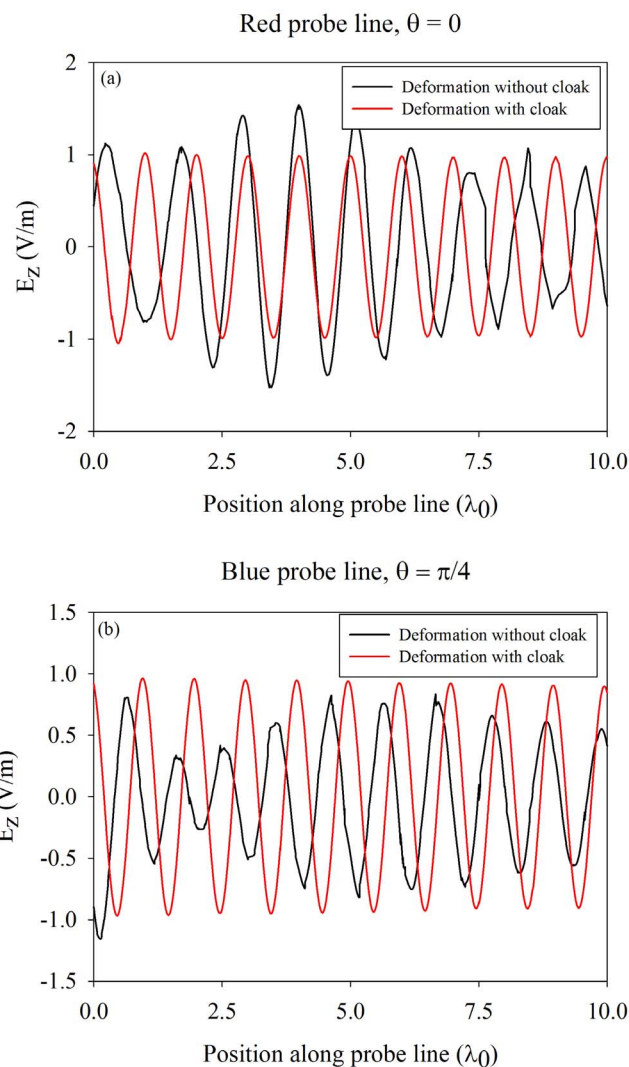 Red probe line, θ = 0
(a)
Deformation without cloak
Deformation with cloak
2
1
0
-1
-2
E_Z (V/m)
0.0 2.5 5.0 7.5 10.0
Position along probe line (λ0)
Blue probe line, θ = π/4
(b)
Deformation without cloak
Deformation with cloak
1.5
1.0
0.5
0.0
-0.5
-1.0
-1.5
E_Z (V/m)
0.0 2.5 5.0 7.5 10.0
Position along probe line (λ0)